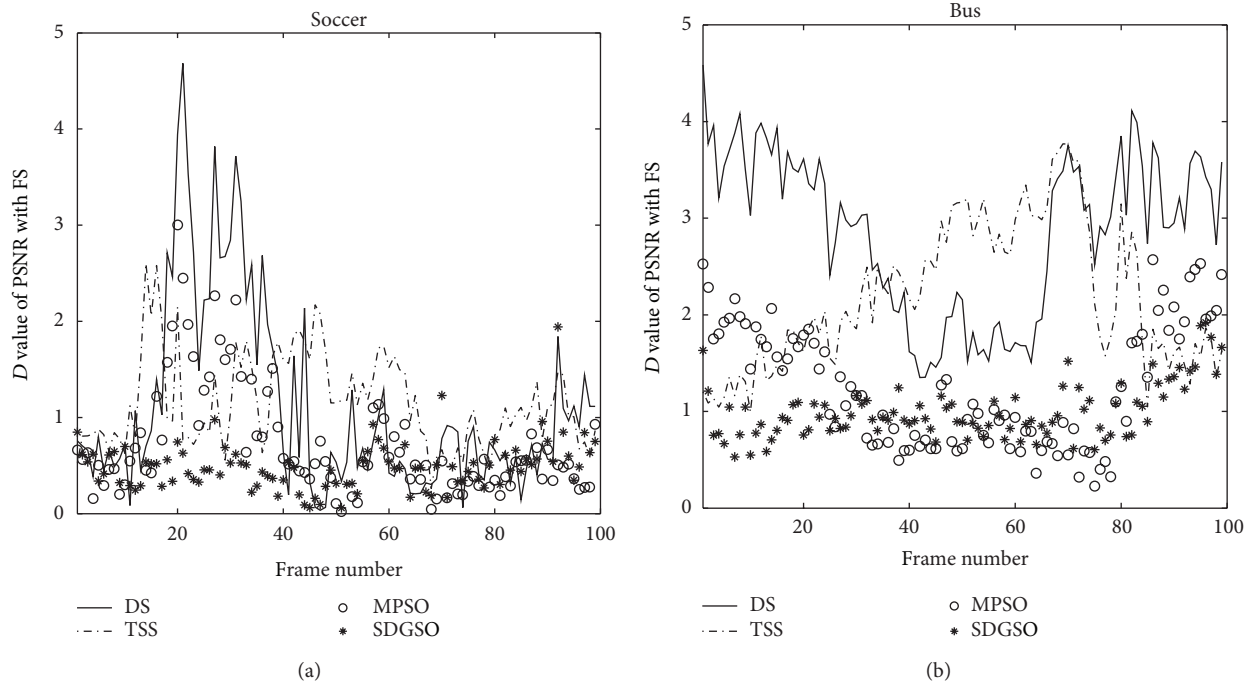 Soccer
5
4
3
2
1
0
20
40
60
80
100
D value of PSNR with FS
Frame number
DS
TSS
MPSO
SDGSO
(a)
Bus
5
4
3
2
1
0
20
40
60
80
100
D value of PSNR with FS
Frame number
DS
TSS
MPSO
SDGSO
(b)